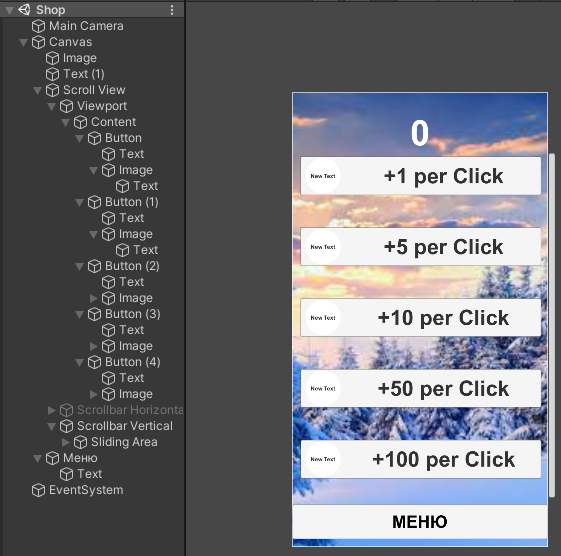 Shop
Main Camera
Canvas
Image
Text (1)
Scroll View
Viewport
Content
Button
Text
Image
Text
Button (1)
Text
Image
Text
Button (2)
Text
Image
Button (3)
Text
Image
Button (4)
Text
Image
Scrollbar Horizonta
Scrollbar Vertical
Sliding Area
Меню
Text
EventSystem
0
New Text
+1 per Click
New Text
+5 per Click
New Text
+10 per Click
New Text
+50 per Click
New Text
+100 per Click
МЕНЮ